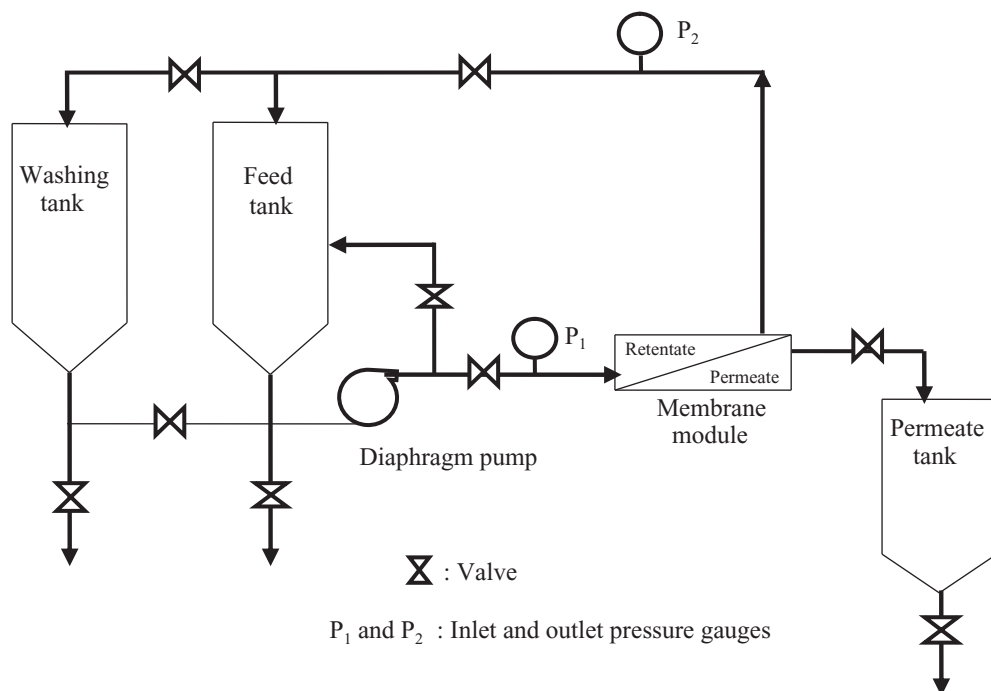 P2
Washing
tank
Feed
tank
P1
Retentate
Permeate
Membrane
module
Permeate
tank
Diaphragm pump
: Valve
P1 and P2 : Inlet and outlet pressure gauges